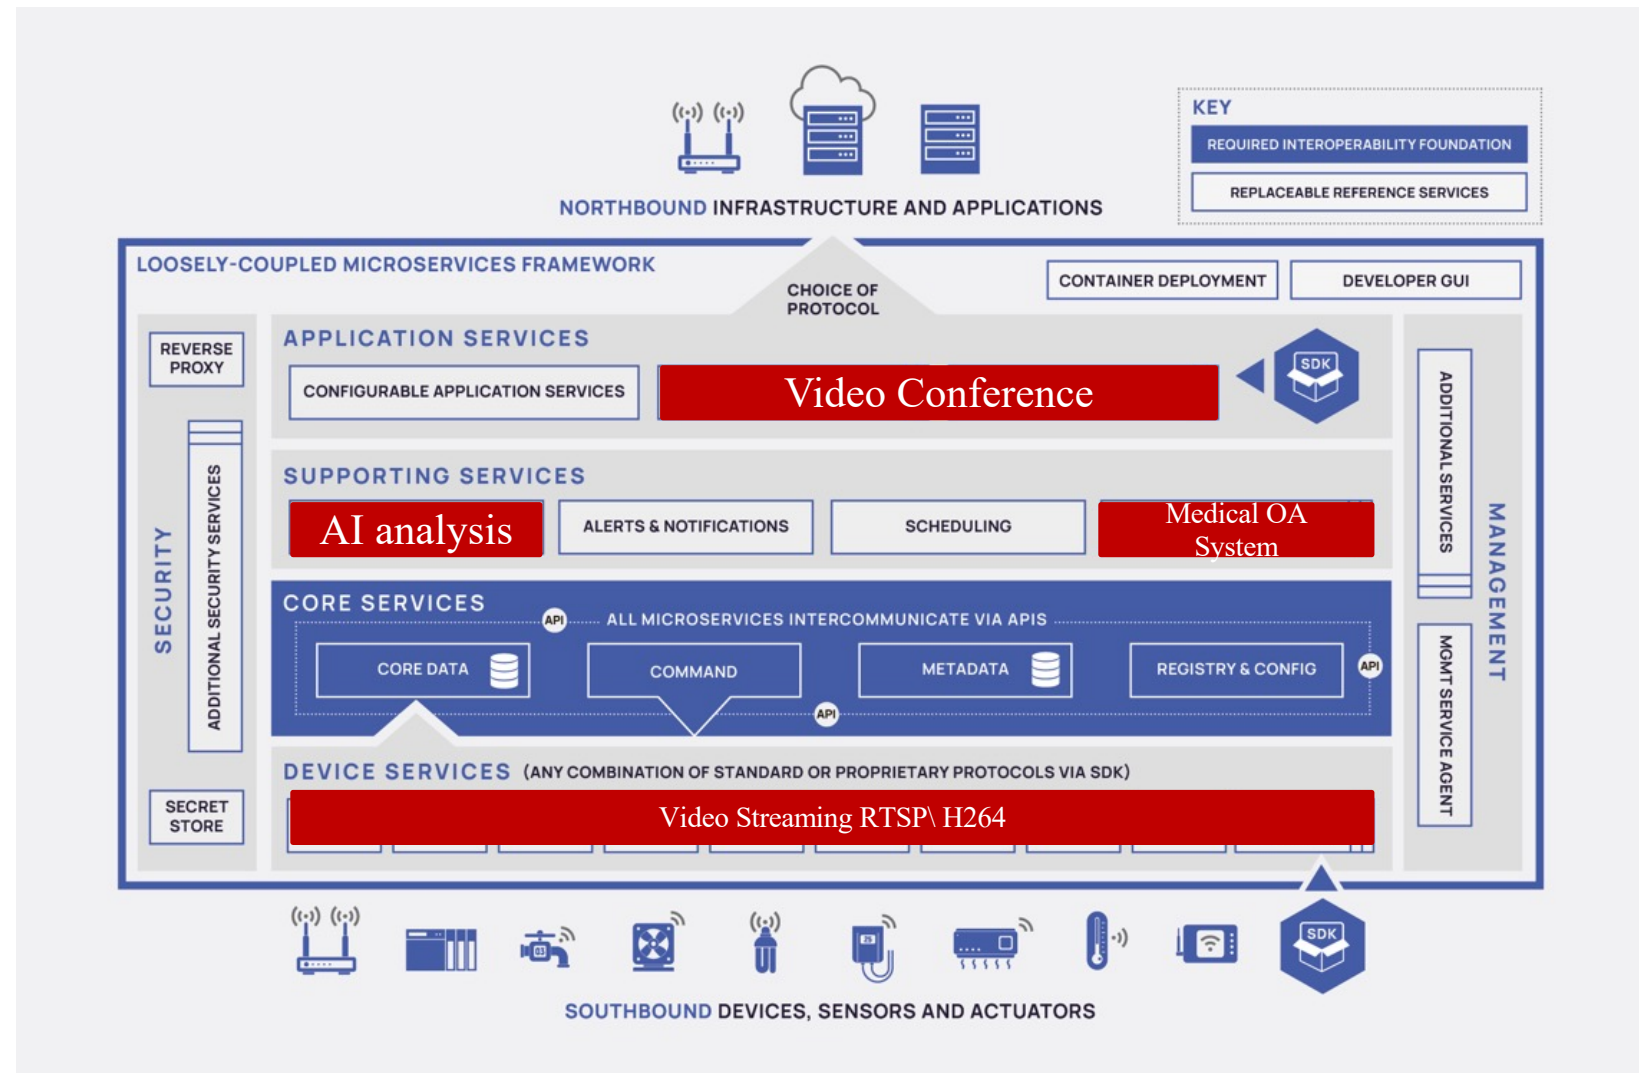 KEY
REQUIRED INTEROPERABILITY FOUNDATION
REPLACEABLE REFERENCE SERVICES
NORTHBOUND INFRASTRUCTURE AND APPLICATIONS
LOOSELY-COUPLED MICROSERVICES FRAMEWORK
CONTAINER DEPLOYMENT
DEVELOPER GUI
CHOICE OF
PROTOCOL
REVERSE
PROXY
ADDITIONAL SECURITY SERVICES
SECURITY
SECRET
STORE
APPLICATION SERVICES
CONFIGURABLE APPLICATION SERVICES
Video Conference
SDK
SUPPORTING SERVICES
AI analysis
ALERTS & NOTIFICATIONS
SCHEDULING
Medical OA
System
CORE SERVICES
API
ALL MICROSERVICES INTERCOMMUNICATE VIA APIS
CORE DATA
COMMAND
METADATA
REGISTRY & CONFIG
API
API
DEVICE SERVICES (ANY COMBINATION OF STANDARD OR PROPRIETARY PROTOCOLS VIA SDK)
Video Streaming RTSP\ H264
ADDITIONAL SERVICES
MANAGEMENT
MGMT SERVICE AGENT
SDK
SOUTHBOUND DEVICES, SENSORS AND ACTUATORS